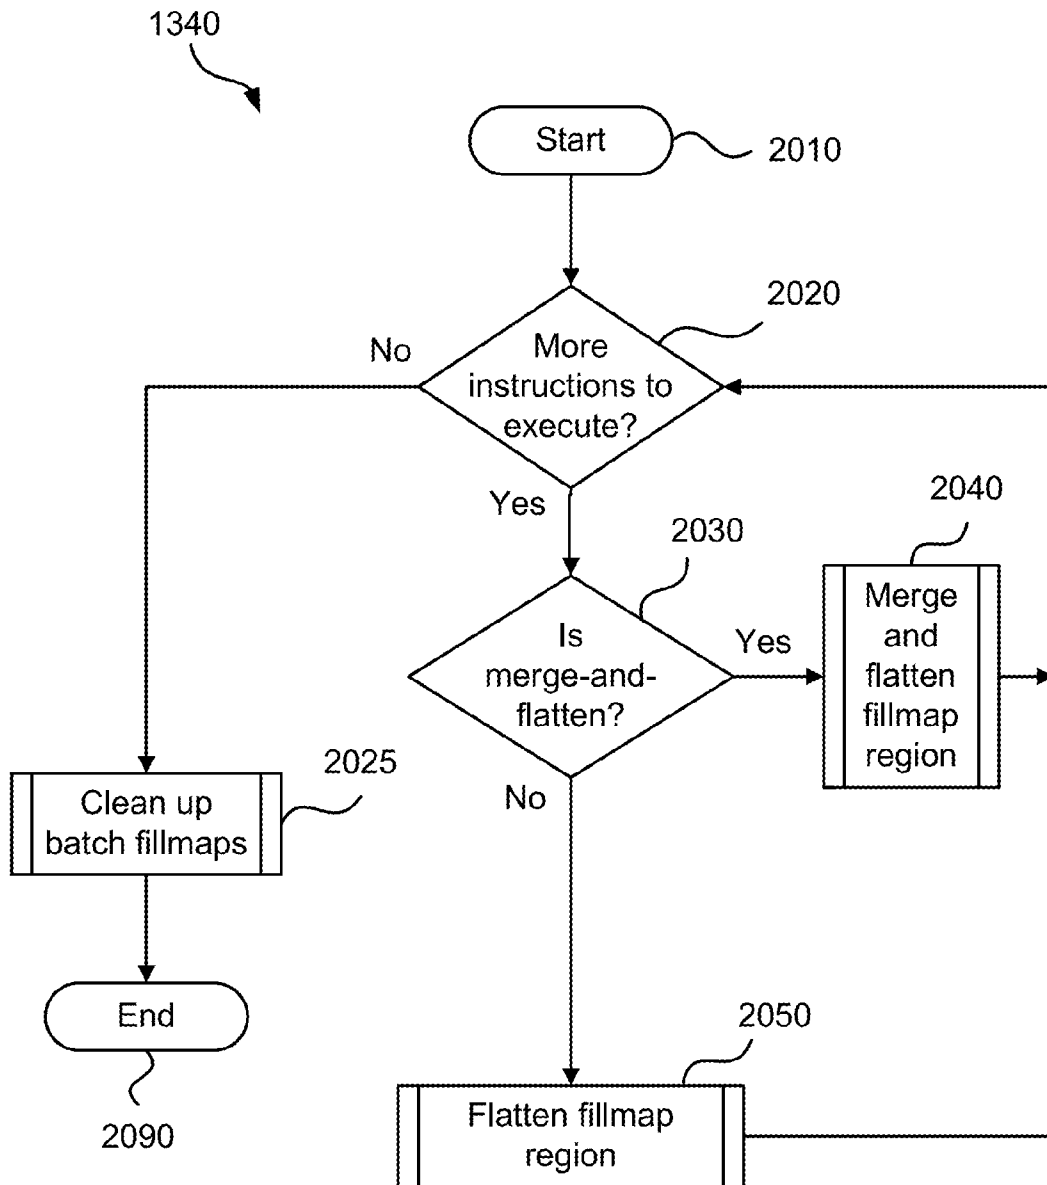 1340
Start
2010
2020
No
More
instructions to
execute?
Yes
2030
2040
Is
merge-and-
flatten?
Yes
Merge
and
flatten
fillmap
region
No
2025
Clean up
batch fillmaps
End
2090
2050
Flatten fillmap
region